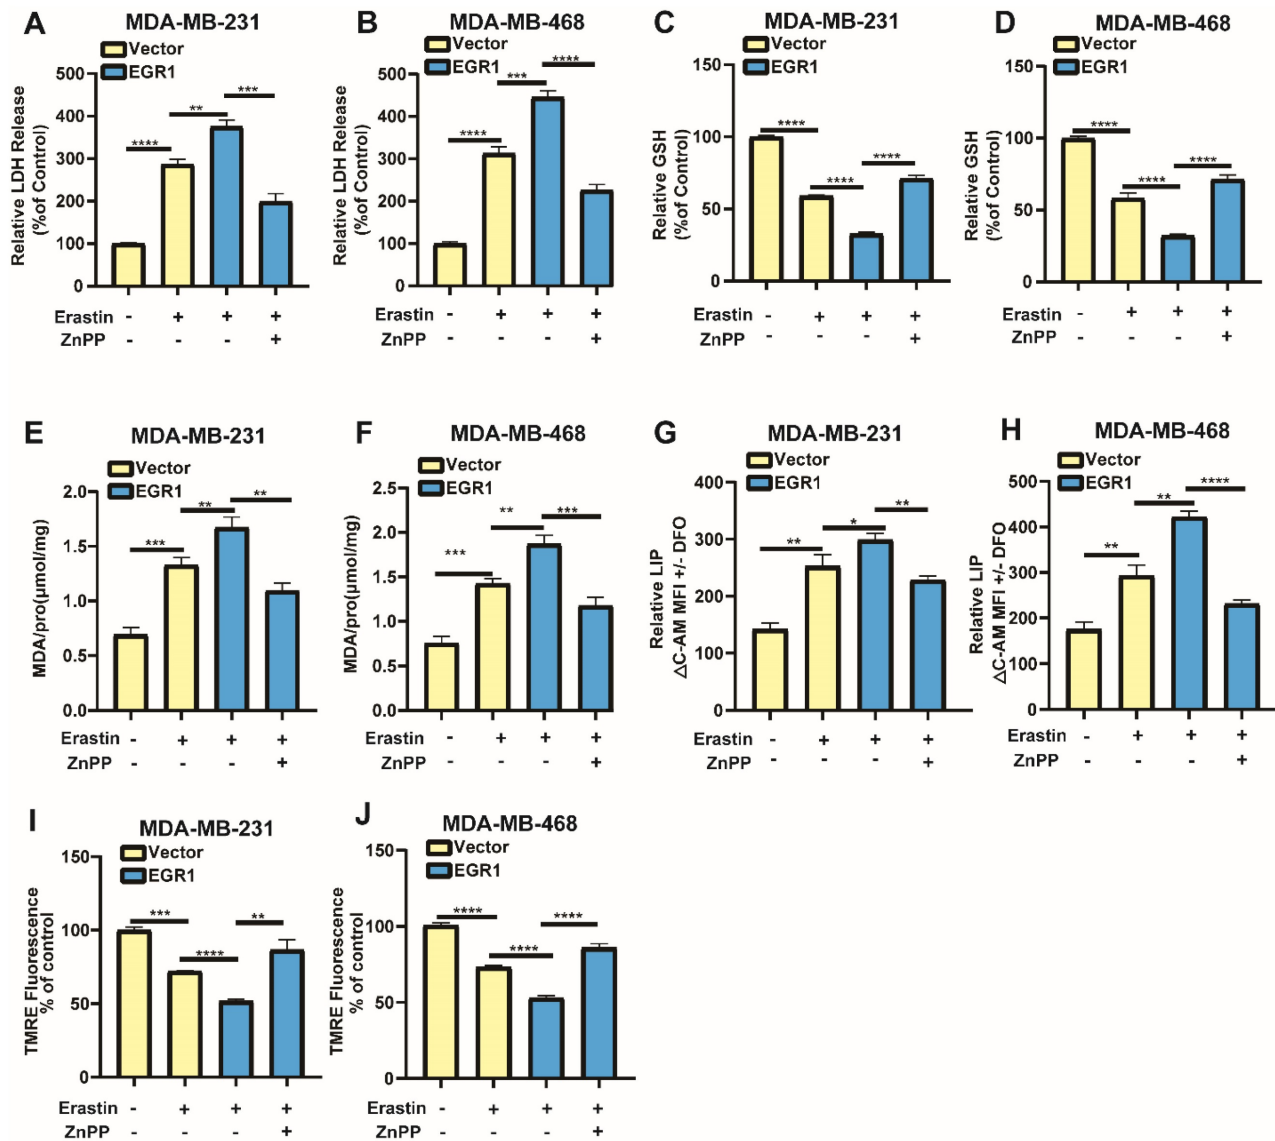 A
MDA-MB-231
Vector
EGR1
Relative LDH Release
(%of Control)
500
400
300
200
100
0
****
**
***
Erastin - + + +
ZnPP - - - +
B
MDA-MB-468
Vector
EGR1
Relative LDH Release
(%of Control)
500
400
300
200
100
0
****
***
****
+ + + -
- - - +
C
MDA-MB-231
Relative GSH
(%of Control)
150
100
50
0
****
****
****
Erastin - + + +
ZnPP - - - +
D
MDA-MB-468
Relative GSH
(%of Control)
150
100
50
0
****
****
****
Erastin - + + +
ZnPP - - - +
E
MDA-MB-231
Vector
EGR1
MDA/pro(μmol/mg)
2.0
1.5
1.0
0.5
0.0
***
**
**
Erastin - + + +
ZnPP - - - +
F
MDA-MB-468
Vector
EGR1
MDA/pro(μmol/mg)
2.5
2.0
1.5
1.0
0.5
0.0
***
**
***
Erastin - + + +
ZnPP - - - +
G
MDA-MB-231
Vector
EGR1
Relative LIP
△C-AM MFI +/- DFO
400
300
200
100
0
**
*
**
Erastin - + + +
ZnPP - - - +
H
MDA-MB-468
Vector
EGR1
Relative LIP
△C-AM MFI +/- DFO
500
400
300
200
100
0
**
**
****
Erastin - + + +
ZnPP - - - +
I
MDA-MB-231
Vector
EGR1
TMRE Fluorescence
% of control
150
100
50
0
***
****
**
Erastin - + + +
ZnPP - - - +
J
MDA-MB-468
Vector
EGR1
TMRE Fluorescence
% of control
150
100
50
0
****
****
****
Erastin - + + +
ZnPP - - - +